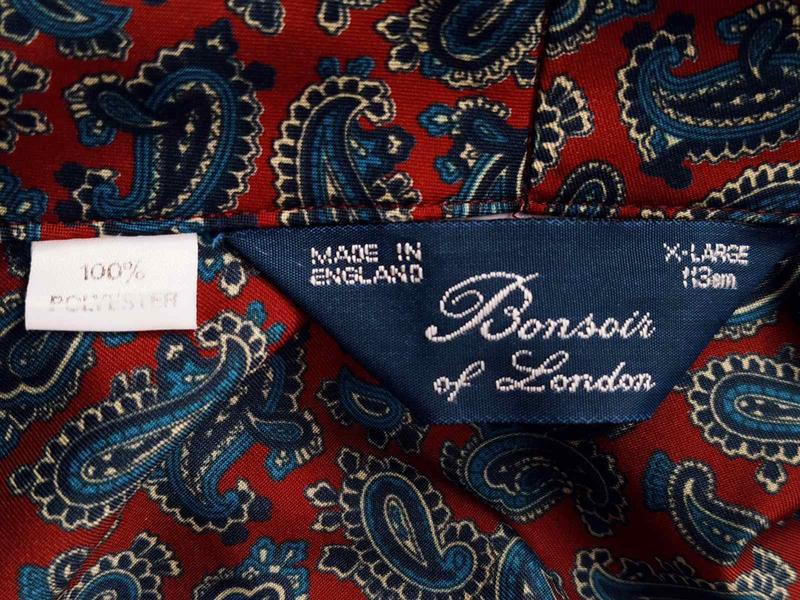 100%
POLYESTER
MADE IN
ENGLAND
X-LARGE
113cm
Bonsoir
of London